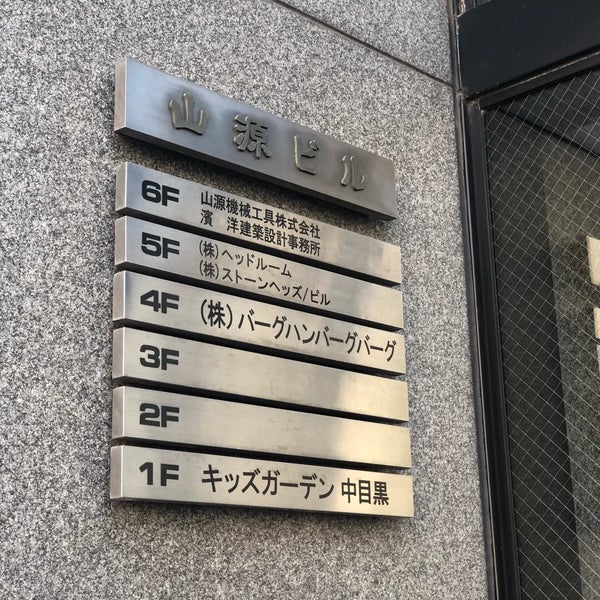 山源ビル
6F 山源機械工具株式会社
濱 洋建築設計事務所
5F (株)ヘッドルーム
(株)ストーンヘッズ/ピル
4F (株)バーグハンバーグバーグ
3F
2F
1F キッズガーデン 中目黒